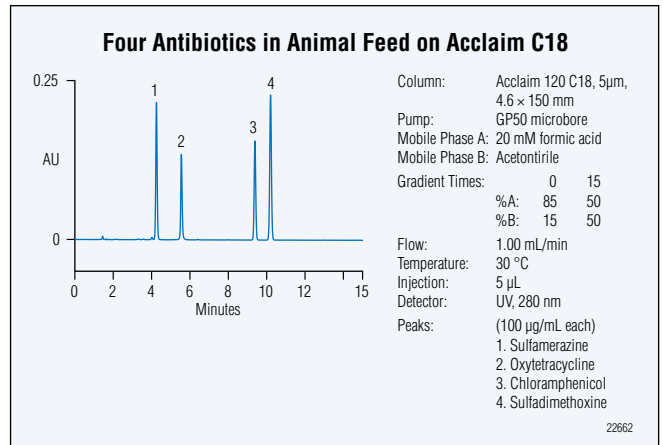 Four Antibiotics in Animal Feed on Acclaim C18
0.25
AU
0
1
2
3
4
0 2 4 6 8 10 12 15
Minutes
Column: Acclaim 120 C18, 5µm,
4.6 × 150 mm
Pump: GP50 microbore
Mobile Phase A: 20 mM formic acid
Mobile Phase B: Acetontirile
Gradient Times: 0 15
%A: 85 50
%B: 15 50
Flow: 1.00 mL/min
Temperature: 30 °C
Injection: 5 µL
Detector: UV, 280 nm
Peaks: (100 µg/mL each)
1. Sulfamerazine
2. Oxytetracycline
3. Chloramphenicol
4. Sulfadimethoxine
22662